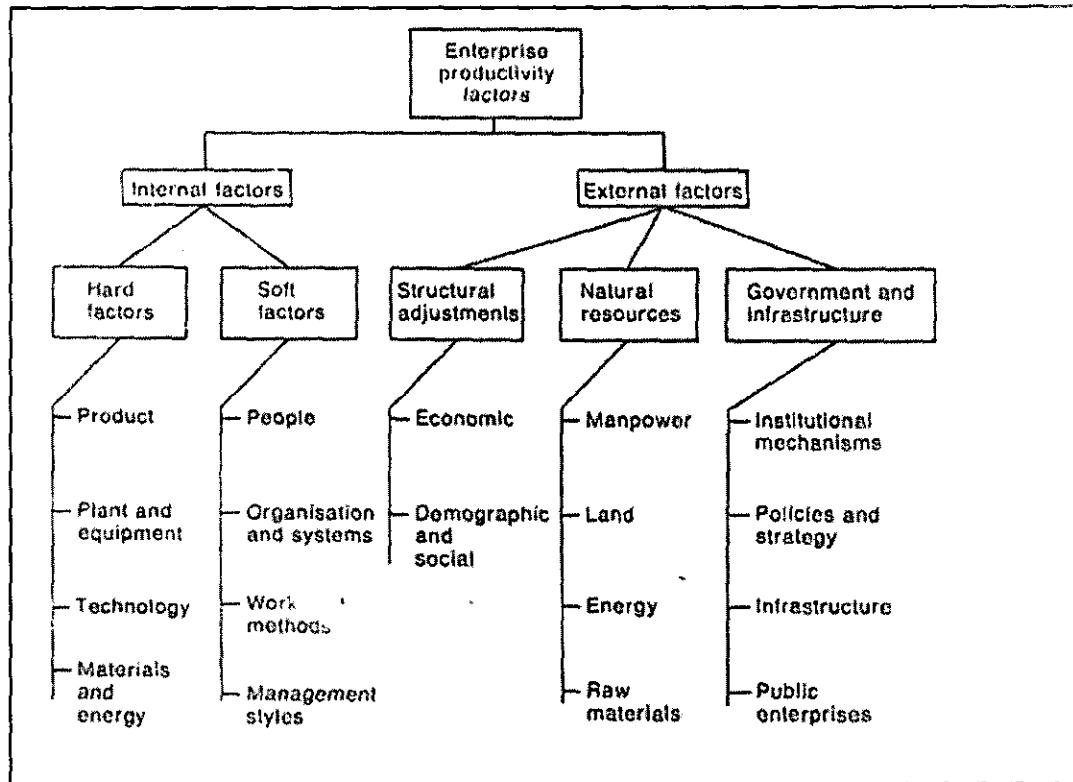 Enterprise
productivity
factors
Internal factors
External factors
Hard
factors
Soft
factors
Structural
adjustments
Natural
resources
Government and
infrastructure
Product
Plant and
equipment
Technology
Materials
and
energy
People
Organisation
and systems
Work
methods
Management
styles
Economic
Demographic
and
social
Manpower
Land
Energy
Raw
materials
Institutional
mechanisms
Policies and
strategy
Infrastructure
Public
enterprises